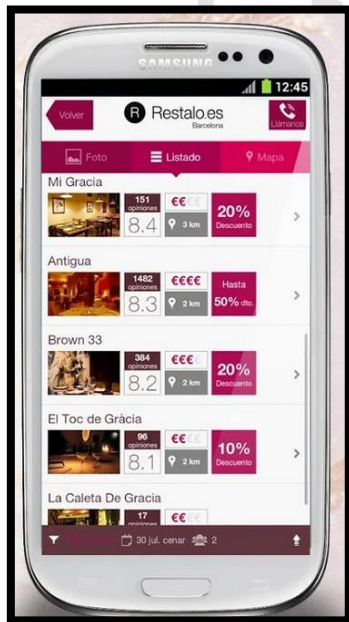 SAMSUNG
12:45
Volver
R Restalo.es
Barcelona
Llámanos
Foto
Listado
Mapa
Mi Gracia
151
opiniones
8.4
€€€€
3 km
20%
Descuento
Antigua
1482
opiniones
8.3
€€€€
2 km
Hasta
50% dto.
Brown 33
384
opiniones
8.2
€€€€
2 km
20%
Descuento
El Toc de Gràcia
96
opiniones
8.1
€€€€
2 km
10%
Descuento
La Caleta De Gracia
17
opiniones
€€€€
30 jul. cenar 2